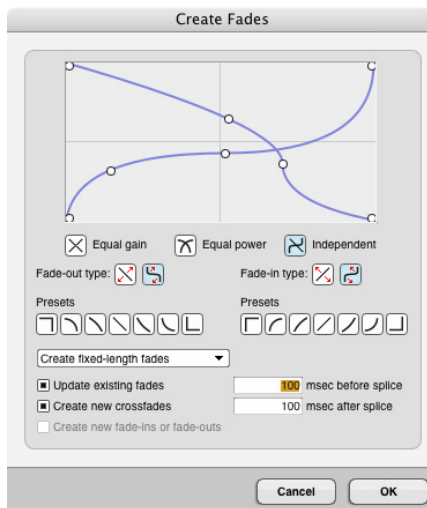 Create Fades
Equal gain Equal power Independent
Fade-out type: Fade-in type:
Presets Presets
Create fixed-length fades
Update existing fades 100 msec before splice
Create new crossfades 100 msec after splice
Create new fade-ins or fade-outs
Cancel OK